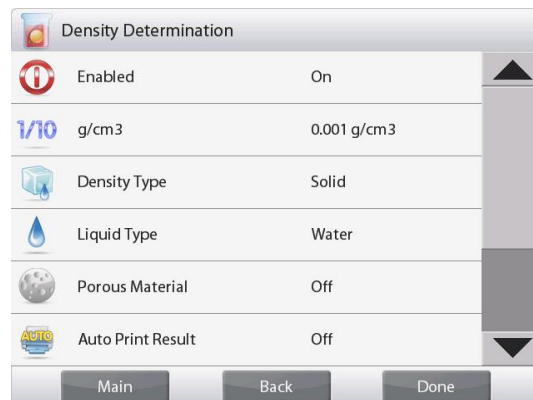 Density Determination
Enabled On
1/10 g/cm3 0.001 g/cm3
Density Type Solid
Liquid Type Water
Porous Material Off
AUTO Auto Print Result Off
Main Back Done